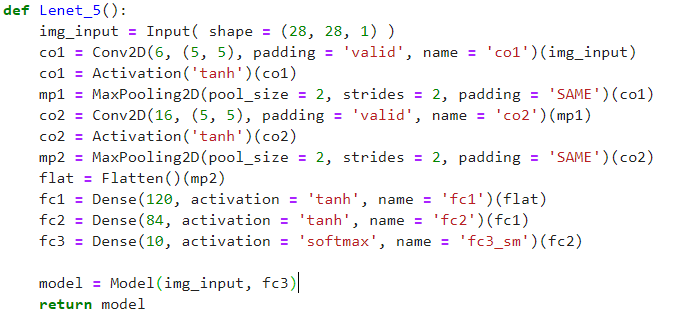 def Lenet_5():
    img_input = Input( shape = (28, 28, 1) )
    co1 = Conv2D(6, (5, 5), padding = 'valid', name = 'co1')(img_input)
    co1 = Activation('tanh')(co1)
    mp1 = MaxPooling2D(pool_size = 2, strides = 2, padding = 'SAME')(co1)
    co2 = Conv2D(16, (5, 5), padding = 'valid', name = 'co2')(mp1)
    co2 = Activation('tanh')(co2)
    mp2 = MaxPooling2D(pool_size = 2, strides = 2, padding = 'SAME')(co2)
    flat = Flatten()(mp2)
    fc1 = Dense(120, activation = 'tanh', name = 'fc1')(flat)
    fc2 = Dense(84, activation = 'tanh', name = 'fc2')(fc1)
    fc3 = Dense(10, activation = 'softmax', name = 'fc3_sm')(fc2)

    model = Model(img_input, fc3)
    return model